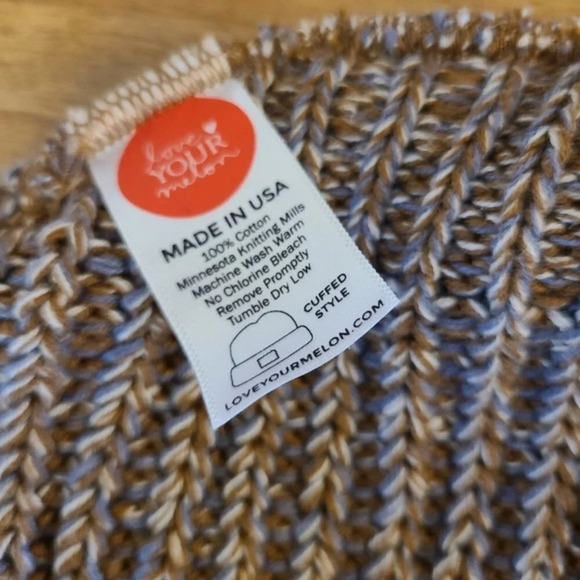 love
YOUR
melon
MADE IN USA
100% Cotton
Minnesota Knitting Mills
Machine Wash Warm
No Chlorine Bleach
Remove Promptly
Tumble Dry Low
CUFFED
STYLE
LOVEYOURMELON.COM